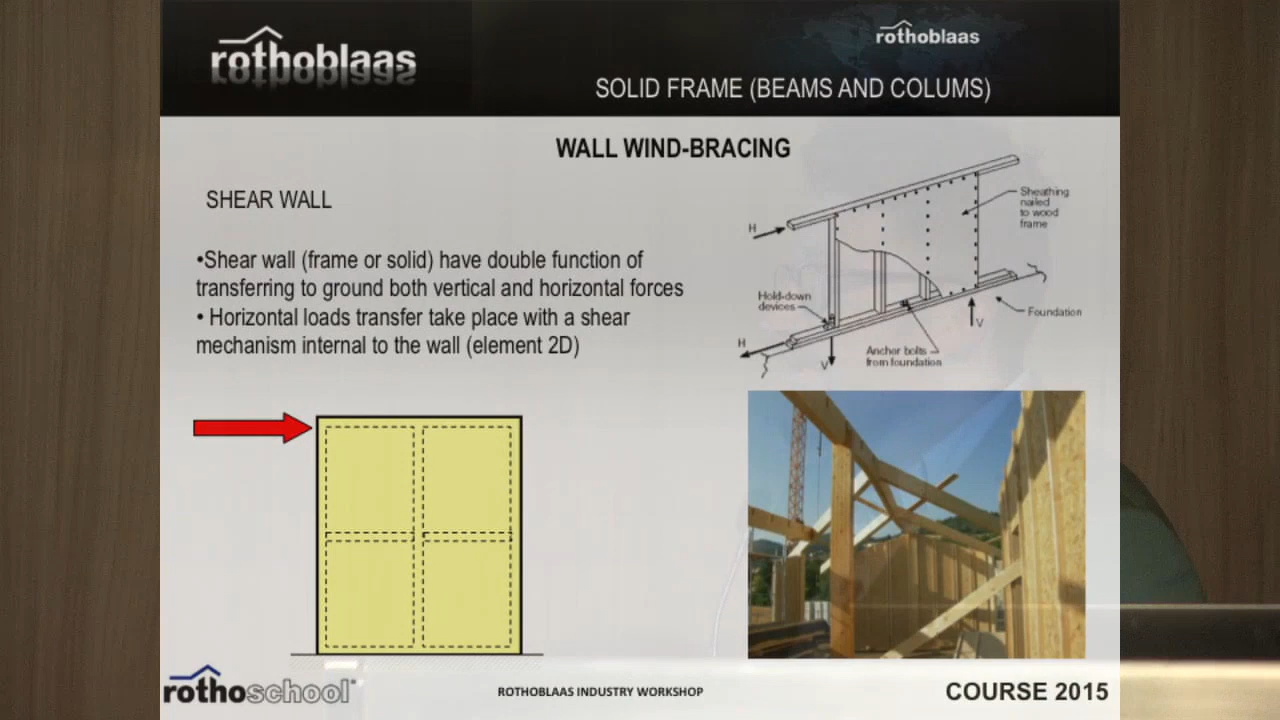 rothoblaas
rothoblaas
SOLID FRAME (BEAMS AND COLUMS)
WALL WIND-BRACING
SHEAR WALL
•Shear wall (frame or solid) have double function of
transferring to ground both vertical and horizontal forces
• Horizontal loads transfer take place with a shear
mechanism internal to the wall (element 2D)
H
Sheathing
nailed
to wood
frame
Hold-down
devices
Foundation
V
H
V
Anchor bolts
from foundation
rothoschool
ROTHOBLAAS INDUSTRY WORKSHOP
COURSE 2015